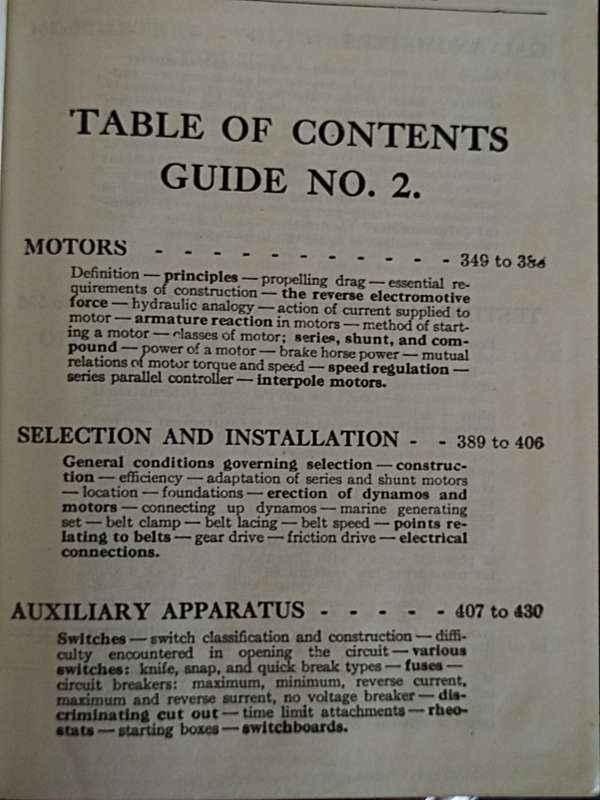 TABLE OF CONTENTS
GUIDE NO. 2.
MOTORS - - - - - - - - - - - 349 to
Definition — principles — propelling drag — essential re-
quirements of construction — the reverse electromotive
force — hydraulic analogy — action of current supplied to
motor — armature reaction in motors — method of start-
ing a motor — classes of motor; series, shunt, and com-
pound — power of a motor — brake horse power — mutual
relations of motor torque and speed — speed regulation —
series parallel controller — interpole motors.
SELECTION AND INSTALLATION - - 389 to 406
General conditions governing selection — construc-
tion — efficiency — adaptation of series and shunt motors
— location — foundations — erection of dynamos and
motors — connecting up dynamos — marine generating
set — belt clamp — belt lacing — belt speed — points re-
lating to belts — gear drive — friction drive — electrical
connections.
AUXILIARY APPARATUS - - - - - 407 to 430
Switches — switch classification and construction — diffi-
culty encountered in opening the circuit — various
switches: knife, snap, and quick break types — fuses —
circuit breakers: maximum, minimum, reverse current,
maximum and reverse surrent, no voltage breaker — dis-
criminating cut out — time limit attachments — rheo-
stats — starting boxes — switchboards.